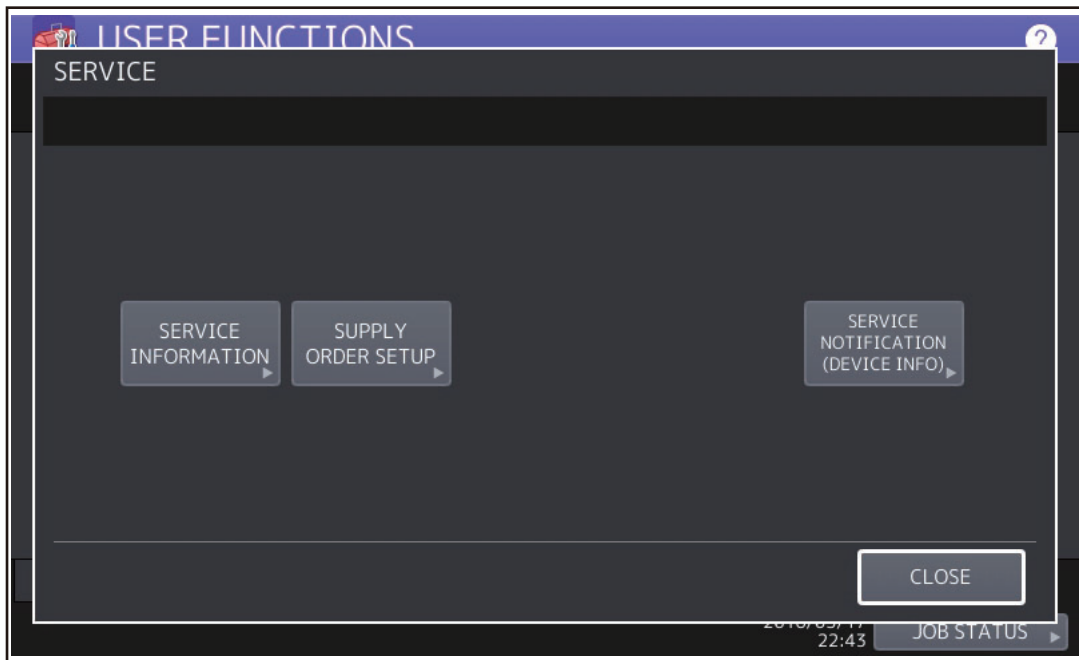 USER FUNCTIONS
?
SERVICE
SERVICE
INFORMATION
SUPPLY
ORDER SETUP
SERVICE
NOTIFICATION
(DEVICE INFO)
CLOSE
22:43
JOB STATUS